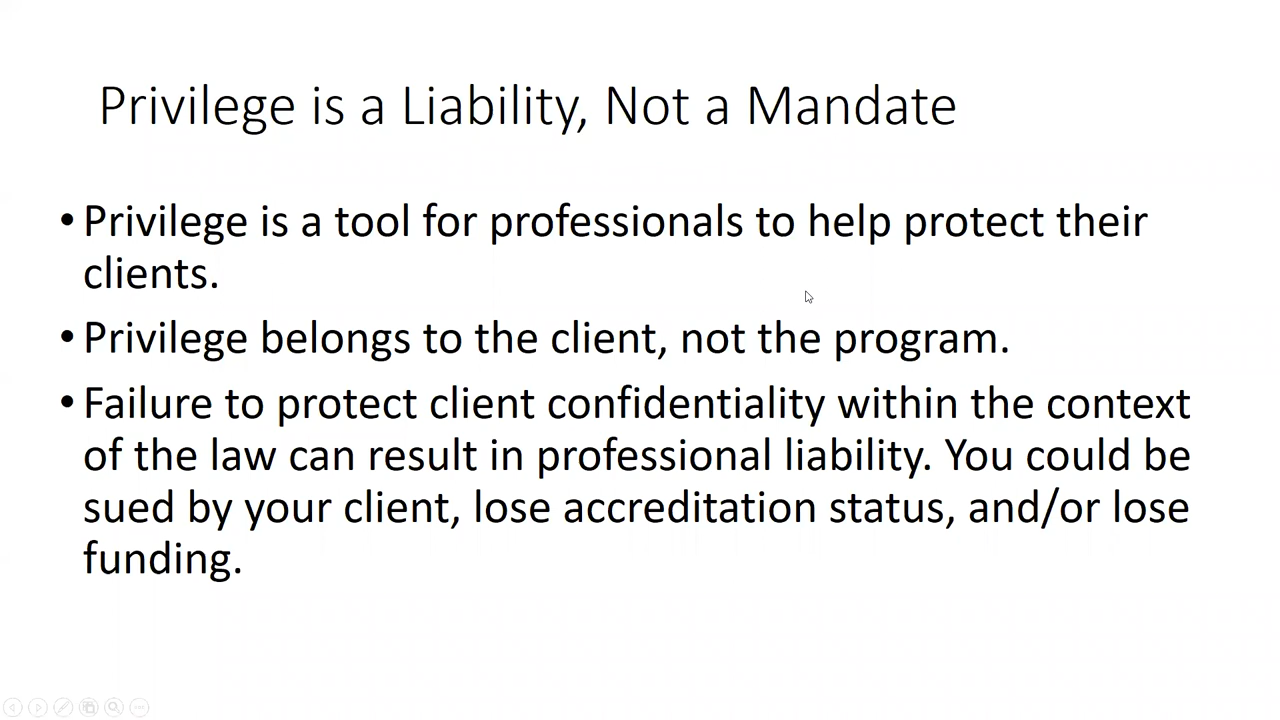 Privilege is a Liability, Not a Mandate
• Privilege is a tool for professionals to help protect their
clients.
• Privilege belongs to the client, not the program.
• Failure to protect client confidentiality within the context
of the law can result in professional liability. You could be
sued by your client, lose accreditation status, and/or lose
funding.